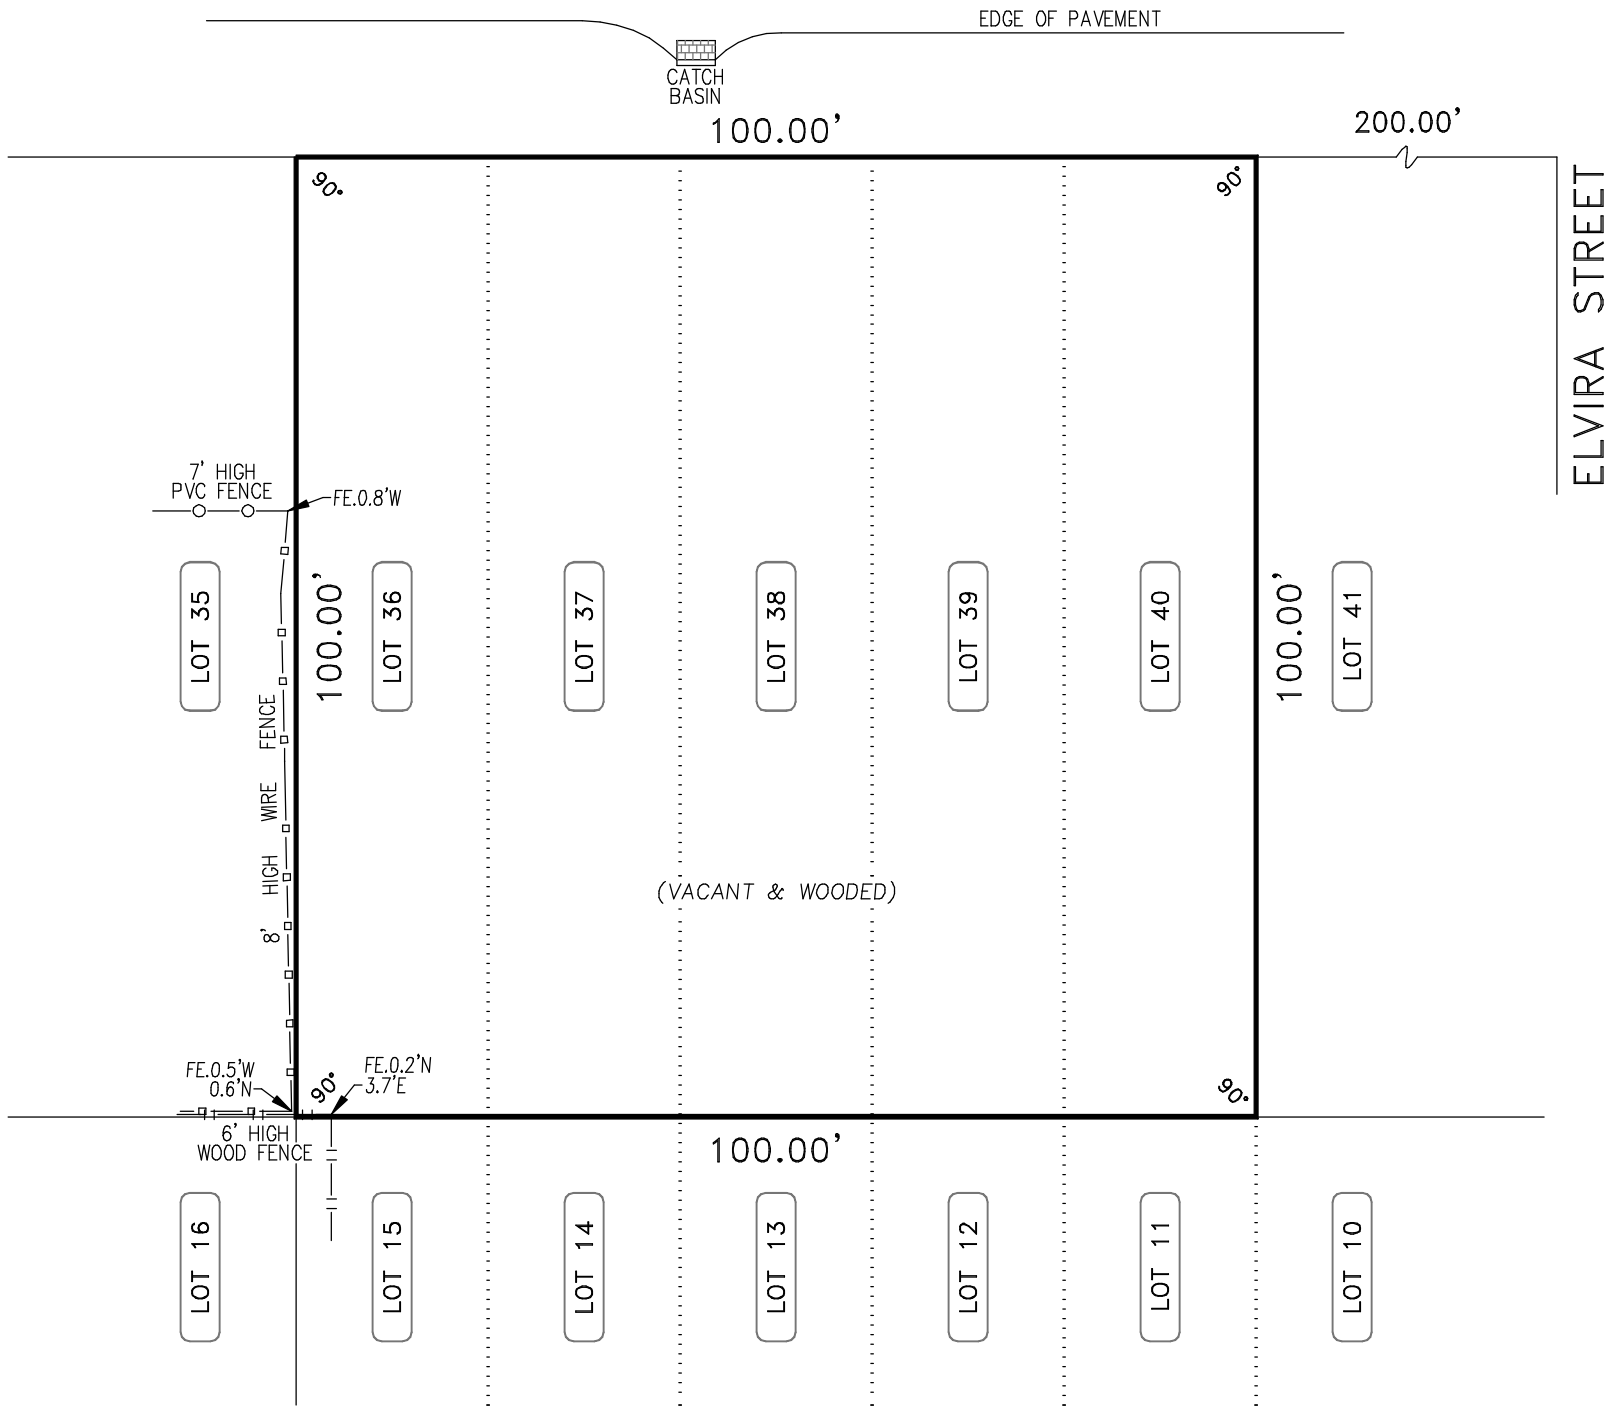 EDGE OF PAVEMENT
CATCH
BASIN
100.00'
200.00'
90°
90°
ELVIRA STREET
7' HIGH
PVC FENCE
FE.0.8'W
LOT 35
100.00'
LOT 36
LOT 37
LOT 38
LOT 39
LOT 40
100.00'
LOT 41
8' HIGH WIRE FENCE
(VACANT & WOODED)
FE.0.5'W
0.6'N
90°
FE.0.2'N
3.7'E
90°
6' HIGH
WOOD FENCE
100.00'
LOT 16
LOT 15
LOT 14
LOT 13
LOT 12
LOT 11
LOT 10